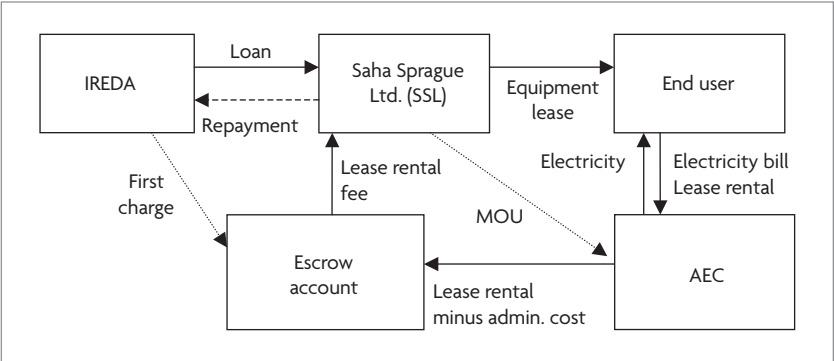 IREDA
Loan
Repayment
Saha Sprague
Ltd. (SSL)
Equipment
lease
End user
First
charge
Lease rental
fee
MOU
Electricity
Electricity bill
Lease rental
Escrow
account
Lease rental
minus admin. cost
AEC